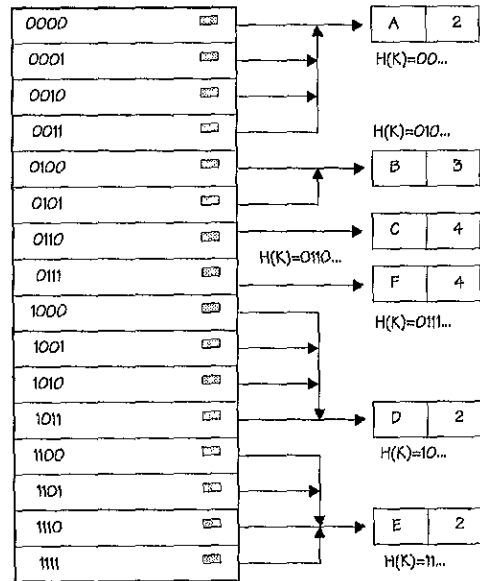 0000
A 2
0001
H(K)=00...
0010
0011
H(K)=010...
0100
B 3
0101
0110
C 4
H(K)=0110...
0111
F 4
1000
H(K)=0111...
1001
1010
1011
D 2
1100
H(K)=10...
1101
1110
E 2
1111
H(K)=11...